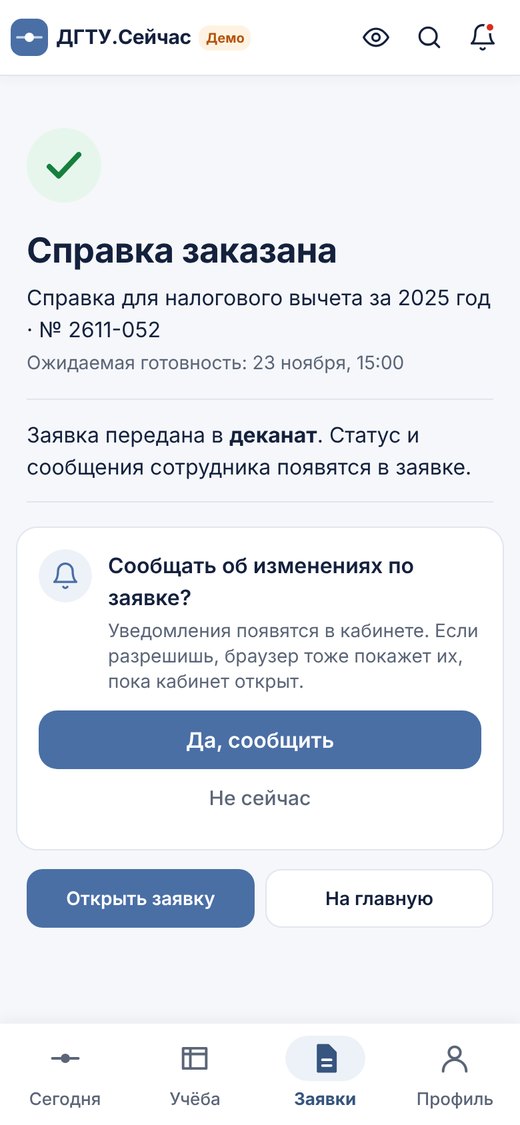 ДГТУ.Сейчас Демо
Справка заказана
Справка для налогового вычета за 2025 год
· № 2611-052
Ожидаемая готовность: 23 ноября, 15:00
Заявка передана в деканат. Статус и
сообщения сотрудника появятся в заявке.
Сообщать об изменениях по
заявке?
Уведомления появятся в кабинете. Если
разрешишь, браузер тоже покажет их,
пока кабинет открыт.
Да, сообщить
Не сейчас
Открыть заявку На главную
Сегодня Учёба Заявки Профиль